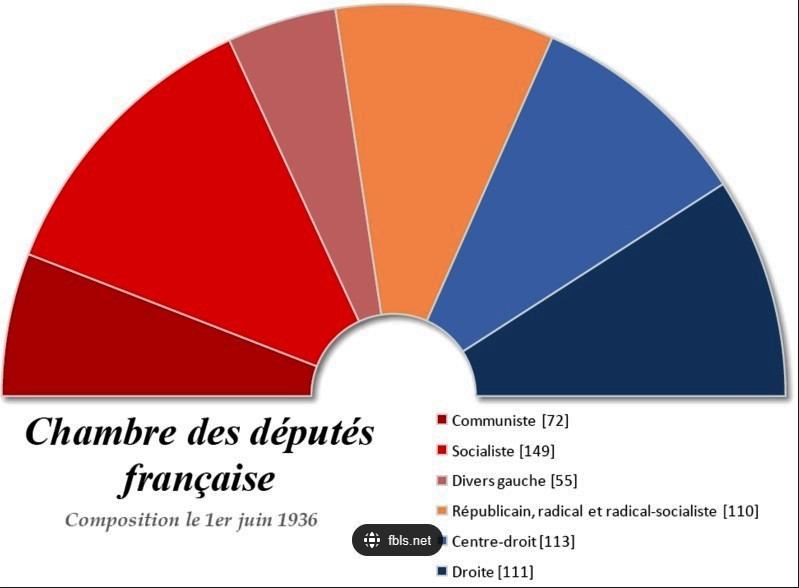 Chambre des députés
française
Composition le 1er juin 1936
Communiste [72]
Socialiste [149]
Divers gauche [55]
Républicain, radical et radical-socialiste [110]
fbls.net
Centre-droit [113]
Droite [111]